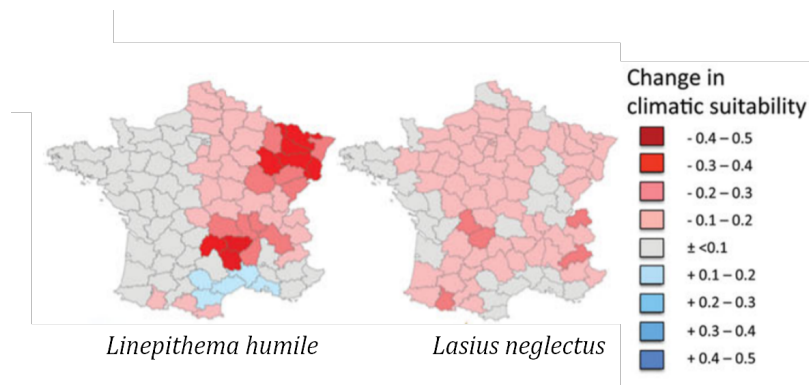 Change in
climatic suitability
- 0.4 – 0.5
- 0.3 – 0.4
- 0.2 – 0.3
- 0.1 – 0.2
± <0.1
+ 0.1 – 0.2
+ 0.2 – 0.3
+ 0.3 – 0.4
+ 0.4 – 0.5
Linepithema humile
Lasius neglectus